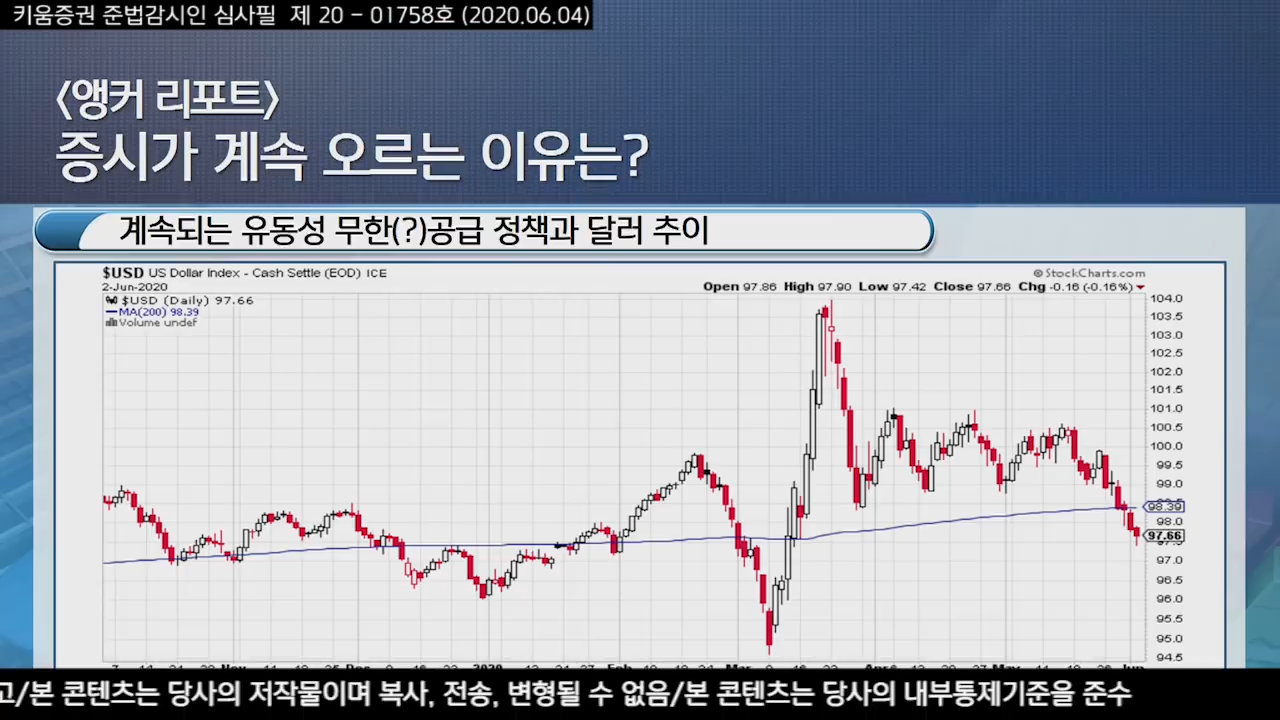 키움증권 준법감시인 심사필 제 20 - 01758호 (2020.06.04)
〈앵커 리포트〉
증시가 계속 오르는 이유는?
계속되는 유동성 무한(?)공급 정책과 달러 추이
$USD US Dollar Index - Cash Settle (EOD) ICE
© StockCharts.com
2-Jun-2020
Open 97.86 High 97.90 Low 97.42 Close 97.66 Chg -0.16 (-0.16%)
$USD (Daily) 97.66
MA(200) 98.39
Volume undef
104.0
103.5
103.0
102.5
102.0
101.5
101.0
100.5
100.0
99.5
99.0
98.39
98.0
97.66
97.0
96.5
96.0
95.5
95.0
94.5
고/본 콘텐츠는 당사의 저작물이며 복사, 전송, 변형될 수 없음/본 콘텐츠는 당사의 내부통제기준을 준수